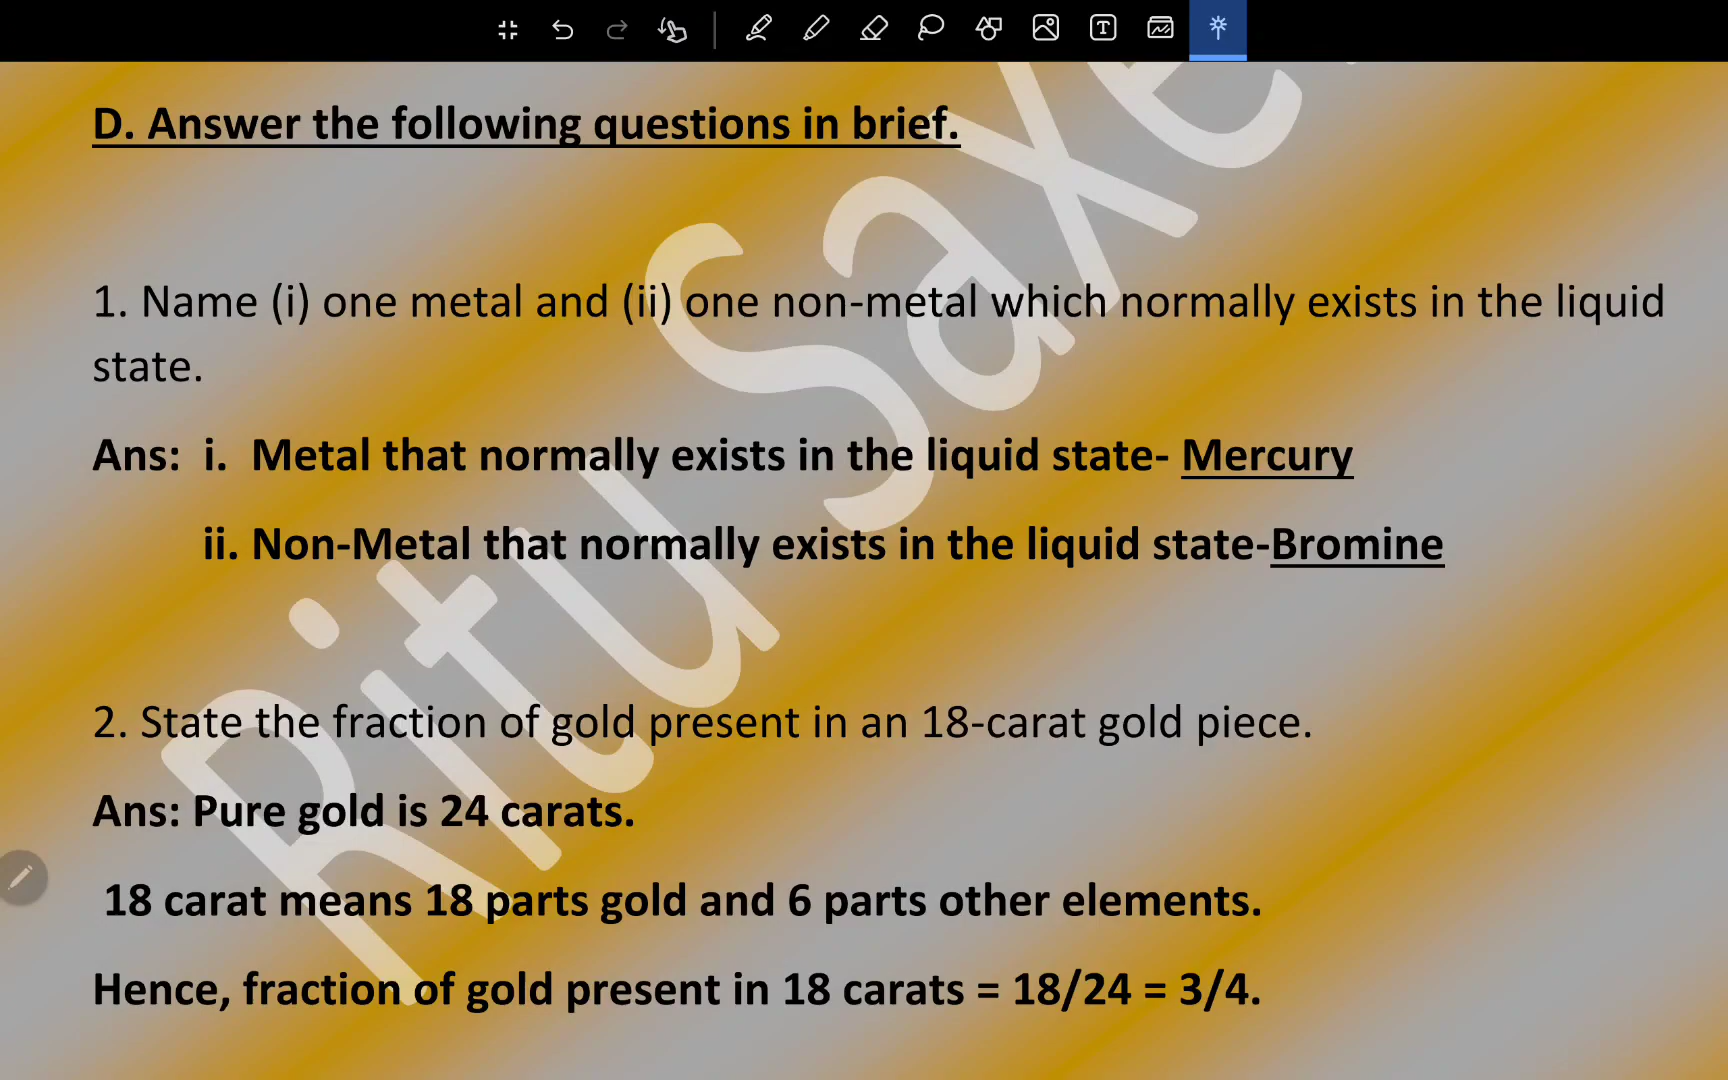 D. Answer the following questions in brief.
1. Name (i) one metal and (ii) one non-metal which normally exists in the liquid
state.
Ans: i. Metal that normally exists in the liquid state- Mercury
ii. Non-Metal that normally exists in the liquid state-Bromine
2. State the fraction of gold present in an 18-carat gold piece.
Ans: Pure gold is 24 carats.
18 carat means 18 parts gold and 6 parts other elements.
Hence, fraction of gold present in 18 carats = 18/24 = 3/4.
Ritu Saxe